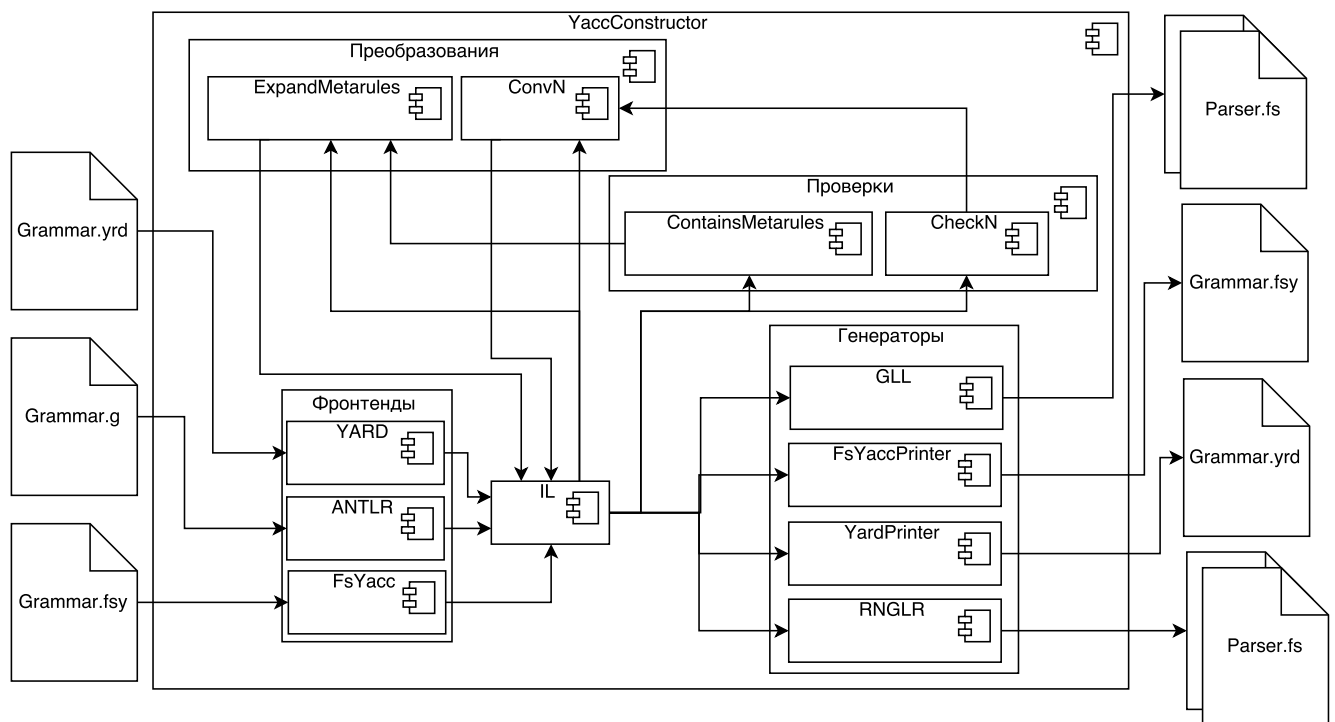 YaccConstructor
Преобразования
ExpandMetarules
ConvN
Parser.fs
Проверки
ContainsMetarules
CheckN
Grammar.yrd
Grammar.fsy
Генераторы
GLL
Grammar.g
Фронтенды
YARD
FsYaccPrinter
Grammar.yrd
IL
ANTLR
YardPrinter
FsYacc
Grammar.fsy
RNGLR
Parser.fs